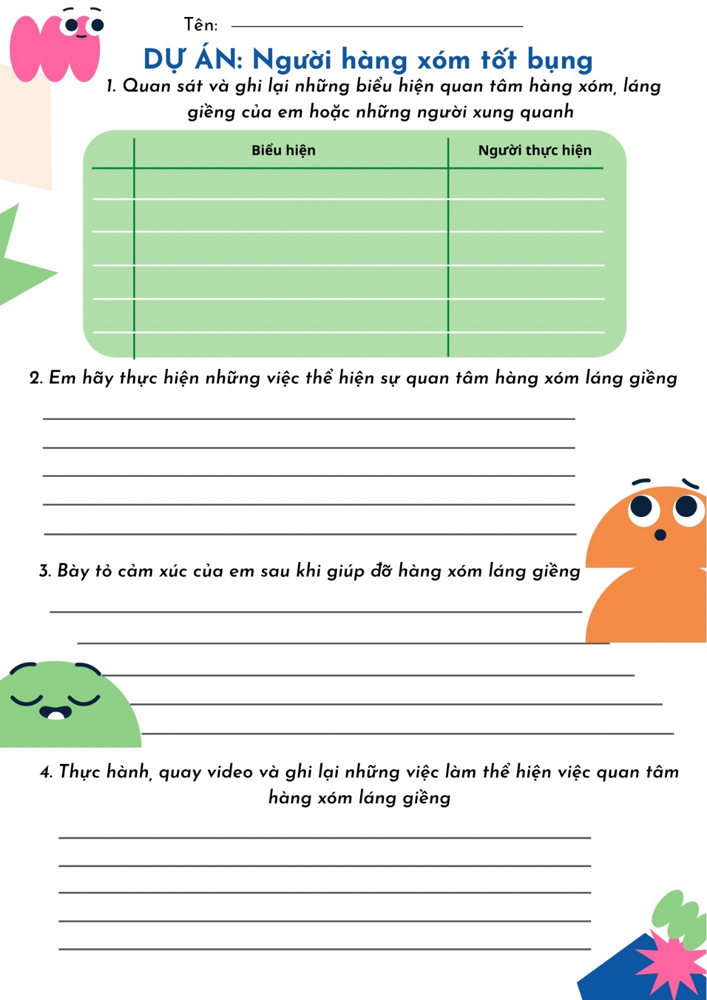 Tên:
DỰ ÁN: Người hàng xóm tốt bụng
1. Quan sát và ghi lại những biểu hiện quan tâm hàng xóm, láng
giềng của em hoặc những người xung quanh
Biểu hiện
Người thực hiện
2. Em hãy thực hiện những việc thể hiện sự quan tâm hàng xóm láng giềng
3. Bày tỏ cảm xúc của em sau khi giúp đỡ hàng xóm láng giềng
4. Thực hành, quay video và ghi lại những việc làm thể hiện việc quan tâm
hàng xóm láng giềng